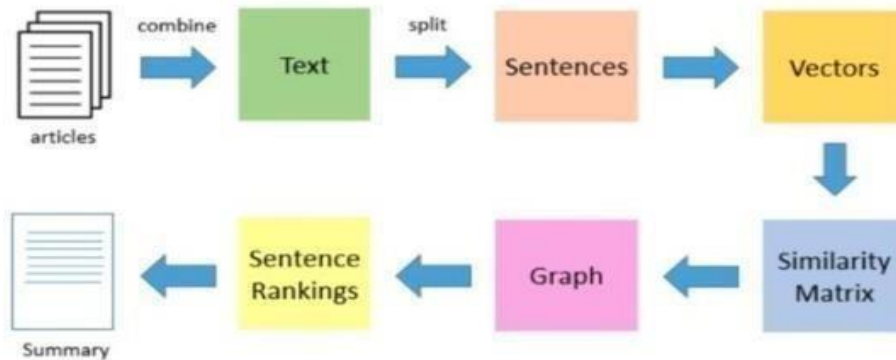 combine
split
Text
Sentences
Vectors
articles
Sentence
Rankings
Graph
Similarity
Matrix
Summary